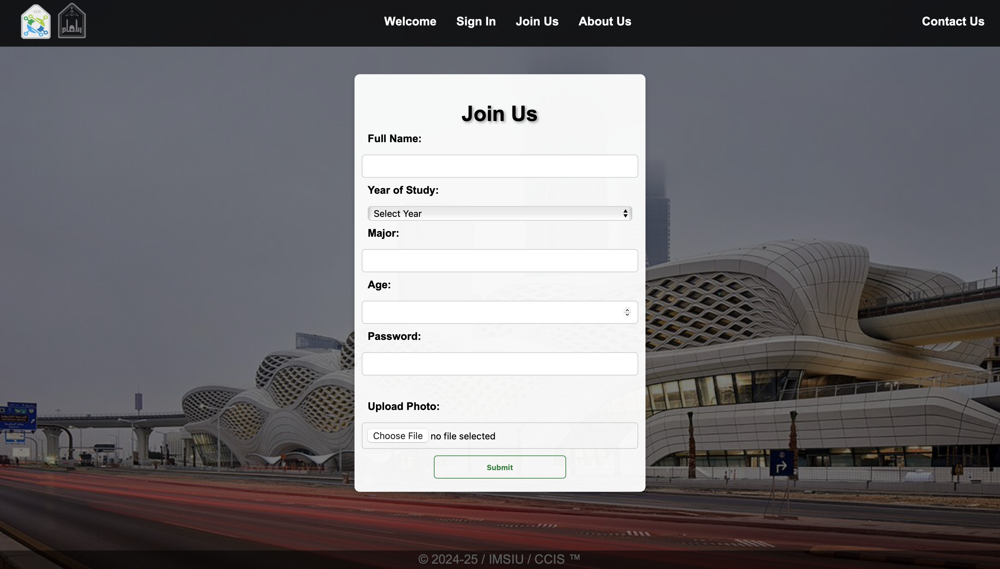 CCIS
Welcome Sign In Join Us About Us Contact Us
Join Us
Full Name:
Year of Study:
Select Year
Major:
Age:
Password:
Upload Photo:
Choose File no file selected
Submit
© 2024-25 / IMSIU / CCIS ™